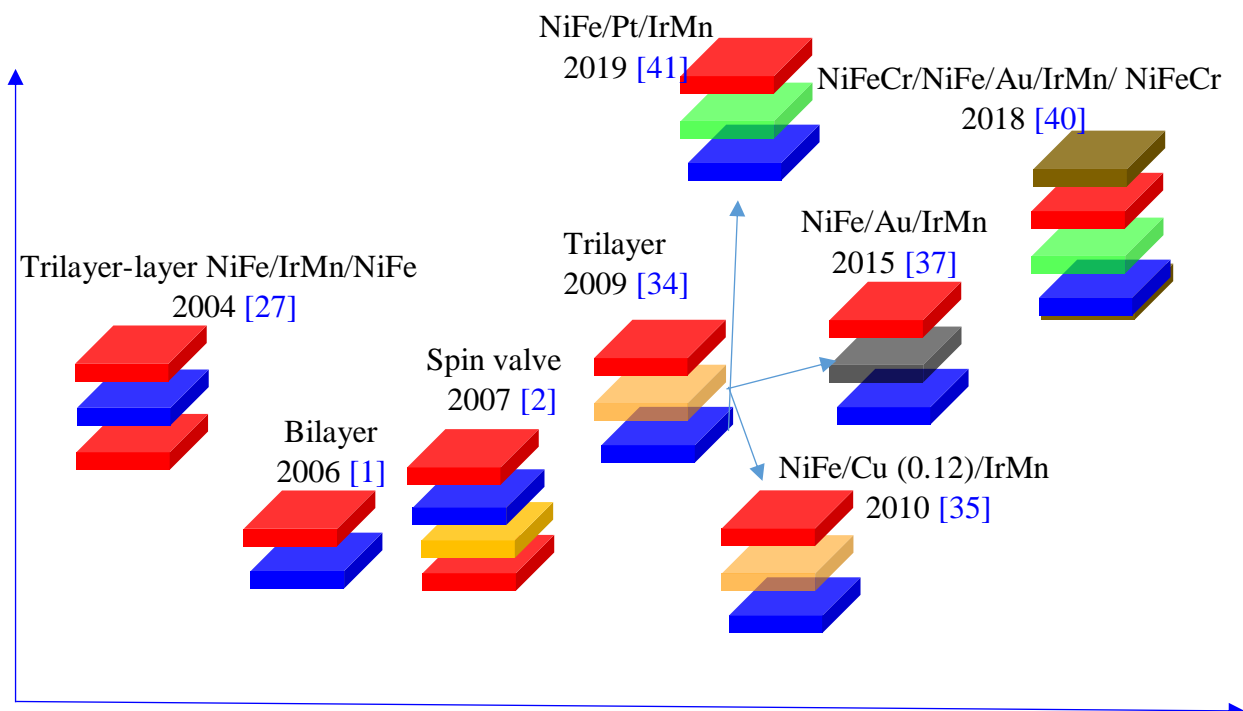 NiFe/Pt/IrMn
2019 [41]
NiFeCr/NiFe/Au/IrMn/ NiFeCr
2018 [40]
NiFe/Au/IrMn
2015 [37]
Trilayer
2009 [34]
Trilayer-layer NiFe/IrMn/NiFe
2004 [27]
Spin valve
2007 [2]
Bilayer
2006 [1]
NiFe/Cu (0.12)/IrMn
2010 [35]